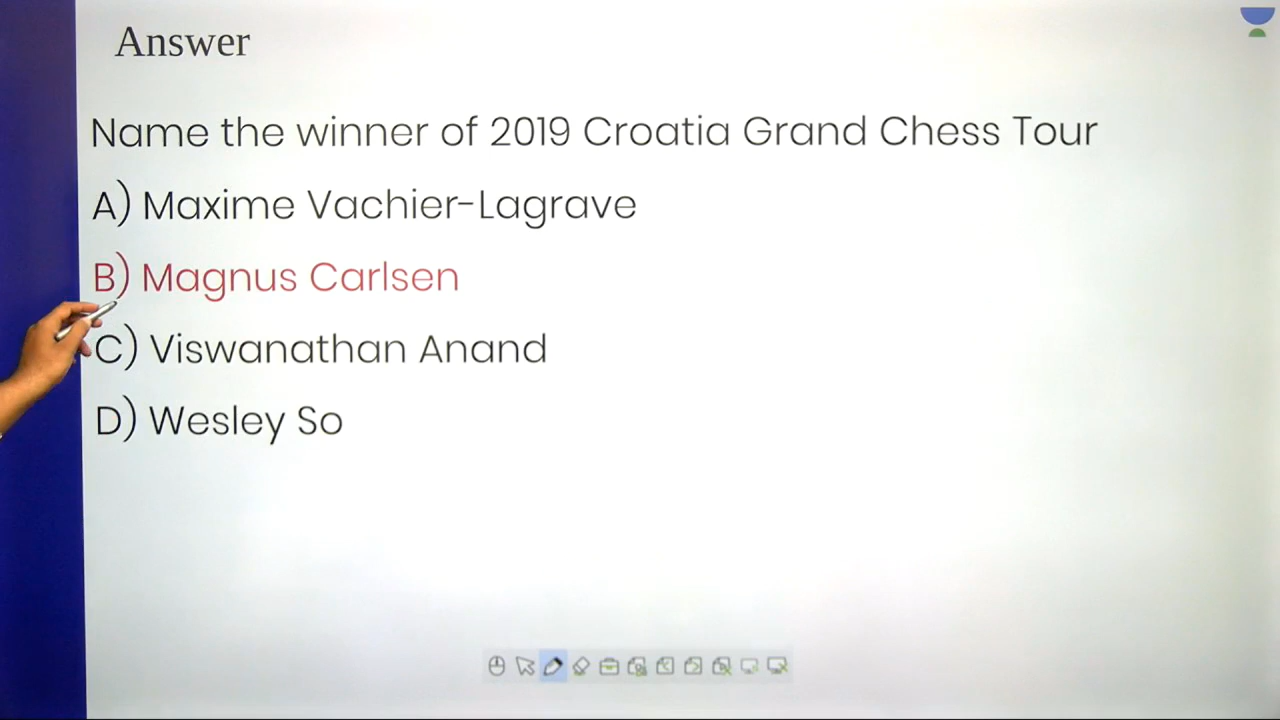 Answer
Name the winner of 2019 Croatia Grand Chess Tour
A) Maxime Vachier-Lagrave
B) Magnus Carlsen
C) Viswanathan Anand
D) Wesley So